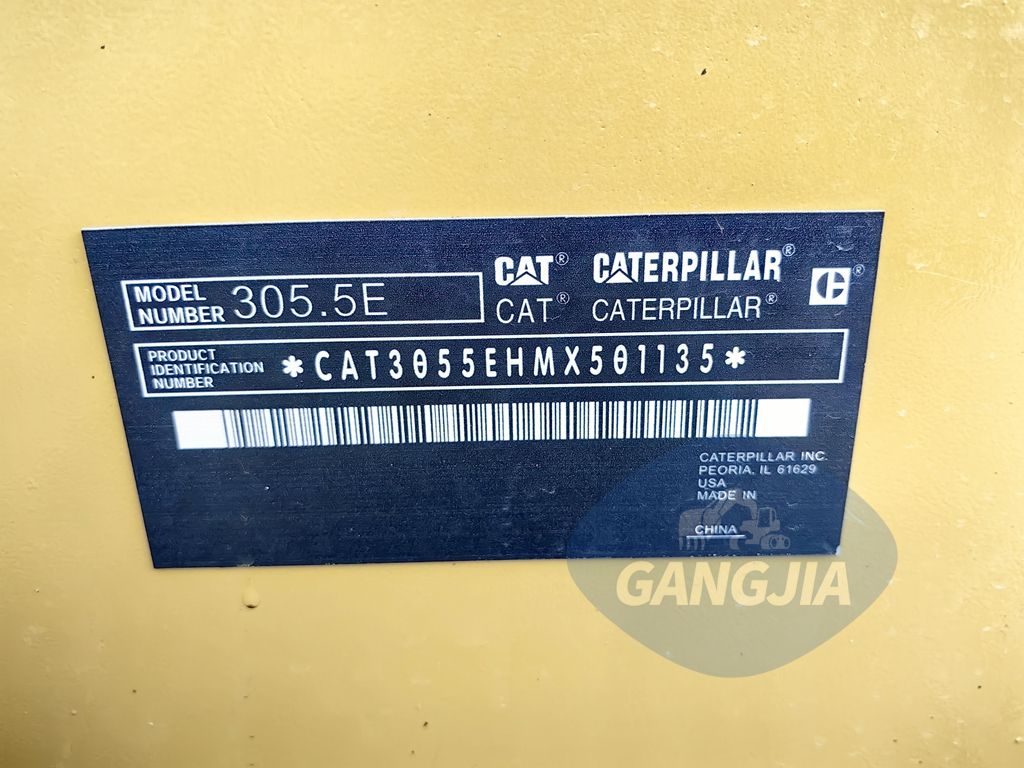 MODEL NUMBER 305.5E
CAT® CATERPILLAR®
CAT® CATERPILLAR®
PRODUCT
IDENTIFICATION
NUMBER
*CAT3055EHMX501135*
CATERPILLAR INC.
PEORIA, IL 61629
USA
MADE IN
CHINA
GANGJIA